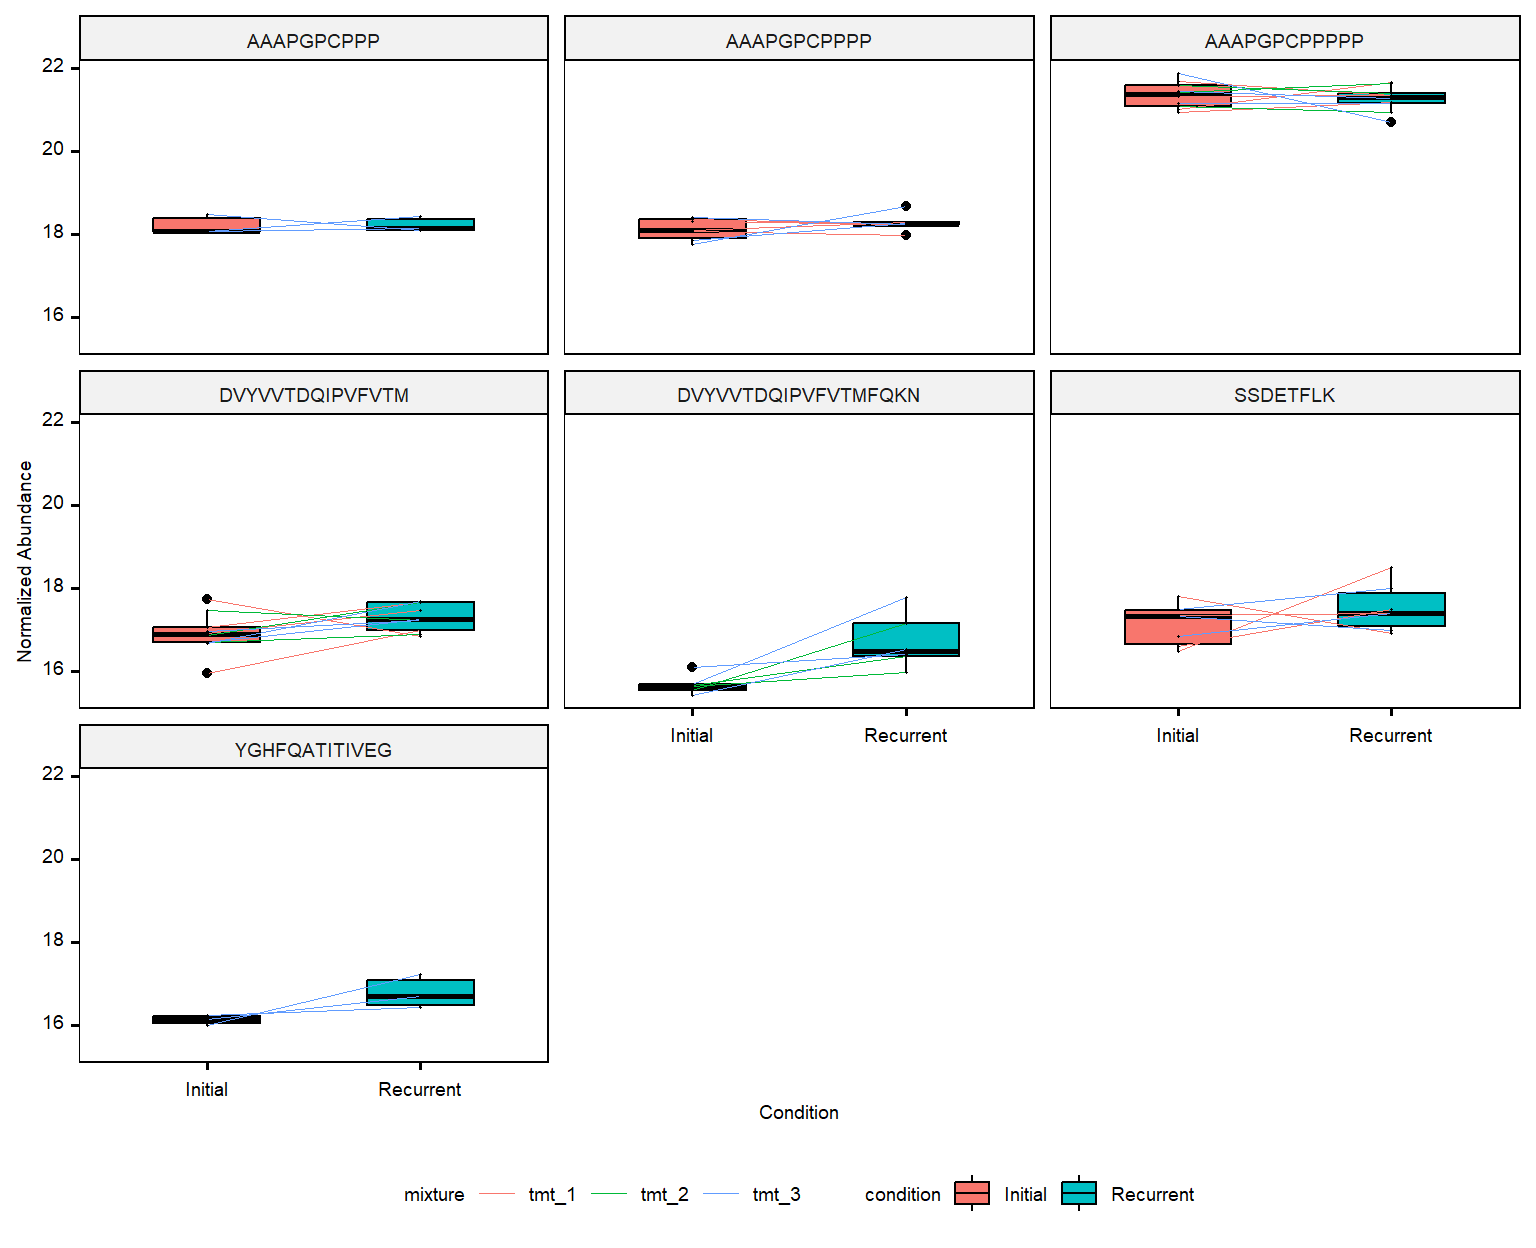 AAAPGPCPPP
AAAPGPCPPPP
AAAPGPCPPPPP
22
20
18
16
DVYVVTDQIPVFVTM
DVYVVTDQIPVFVTMFQKN
SSDETFLK
22
20
18
16
Normalized Abundance
Initial Recurrent
Initial Recurrent
YGHFQATITIVEG
22
20
18
16
Initial Recurrent
Condition
mixture tmt_1 tmt_2 tmt_3 condition Initial Recurrent